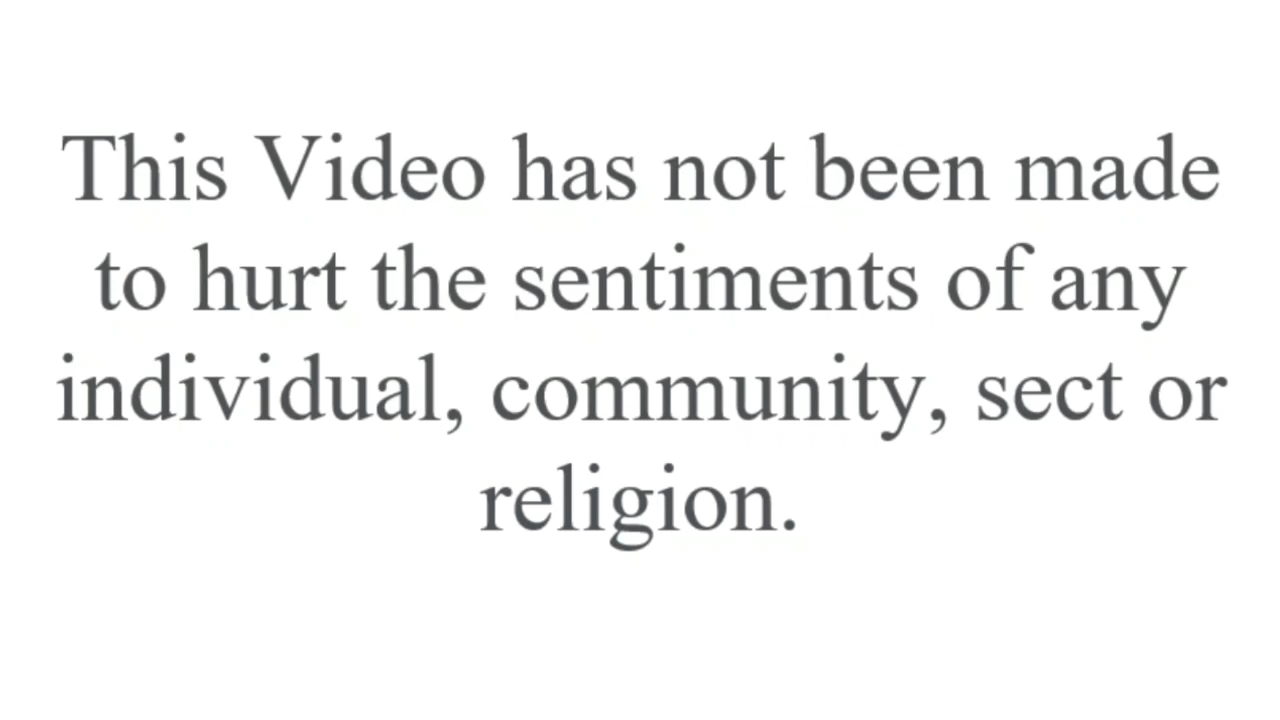 This Video has not been made
to hurt the sentiments of any
individual, community, sect or
religion.